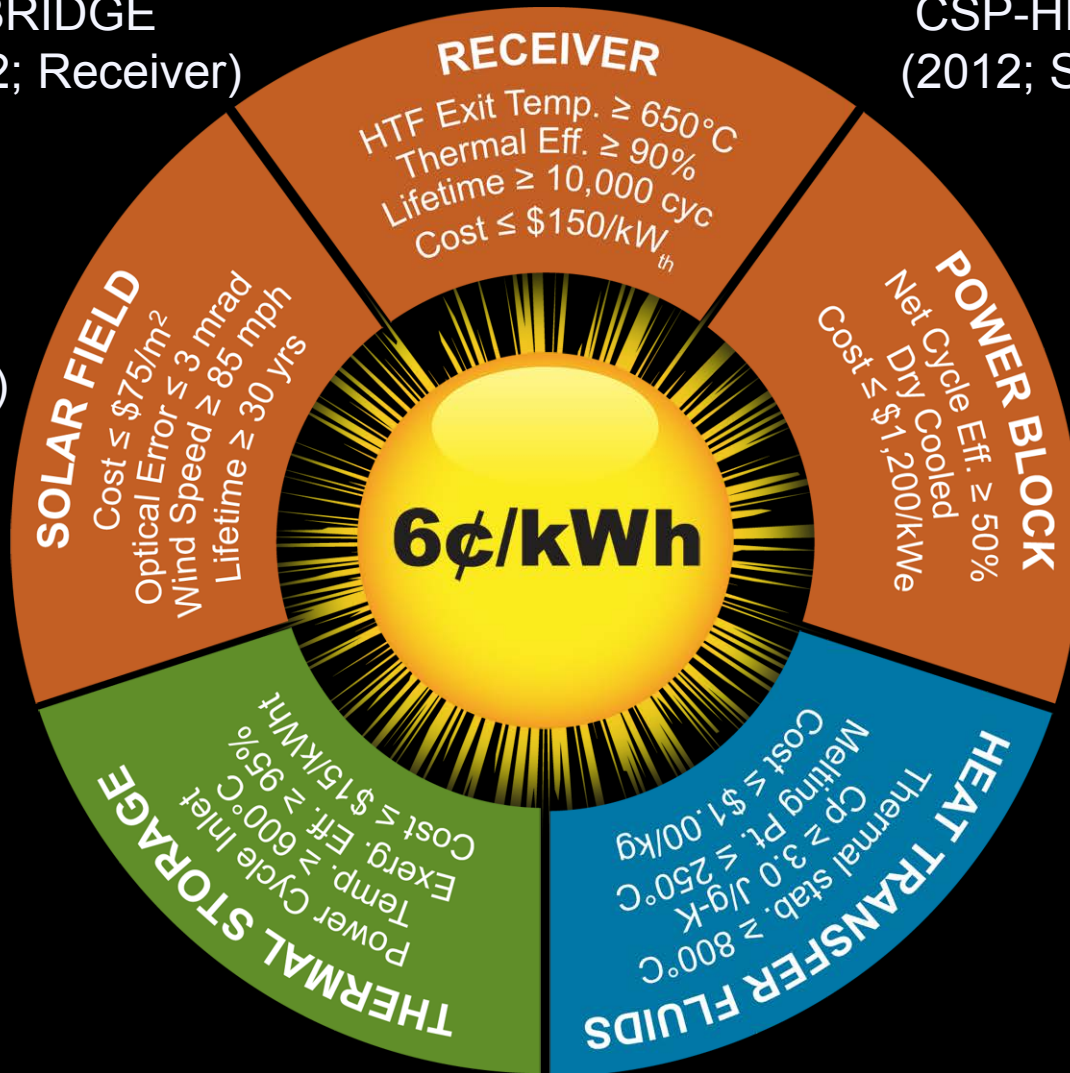 BRIDGE
2; Receiver)
CSP-H
(2012; S
)
RECEIVER
HTF Exit Temp. ≥ 650°C
Thermal Eff. ≥ 90%
Lifetime ≥ 10,000 cyc
Cost ≤ $150/kWth
POWER BLOCK
Net Cycle Eff. ≥ 50%
Dry Cooled
Cost ≤ $1,200/kWe
HEAT TRANSFER FLUIDS
Thermal stab. ≥ 800°C
Cp ≥ 3.0 J/g-K
Melting Pt. ≤ 250°C
Cost ≤ $1.00/kg
THERMAL STORAGE
Power Cycle Inlet
Temp. ≥ 600°C
Exerg. Eff. ≥ 95%
Cost ≤ $15/kWht
SOLAR FIELD
Cost ≤ $75/m²
Optical Error ≤ 3 mrad
Wind Speed ≥ 85 mph
Lifetime ≥ 30 yrs
6¢/kWh